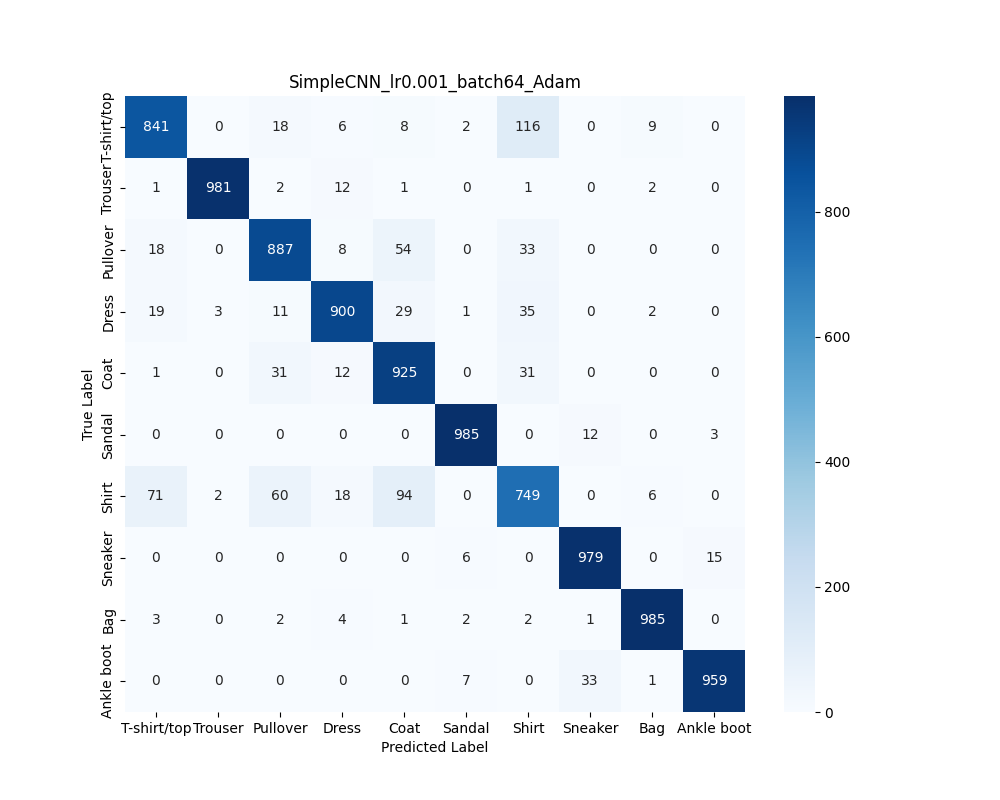 SimpleCNN_lr0.001_batch64_Adam
True Label
T-shirt/top 841 0 18 6 8 2 116 0 9 0
Trouser 1 981 2 12 1 0 1 0 2 0
Pullover 18 0 887 8 54 0 33 0 0 0
Dress 19 3 11 900 29 1 35 0 2 0
Coat 1 0 31 12 925 0 31 0 0 0
Sandal 0 0 0 0 0 985 0 12 0 3
Shirt 71 2 60 18 94 0 749 0 6 0
Sneaker 0 0 0 0 0 6 0 979 0 15
Bag 3 0 2 4 1 2 2 1 985 0
Ankle boot 0 0 0 0 0 7 0 33 1 959
T-shirt/top Trouser Pullover Dress Coat Sandal Shirt Sneaker Bag Ankle boot
Predicted Label
800
600
400
200
0